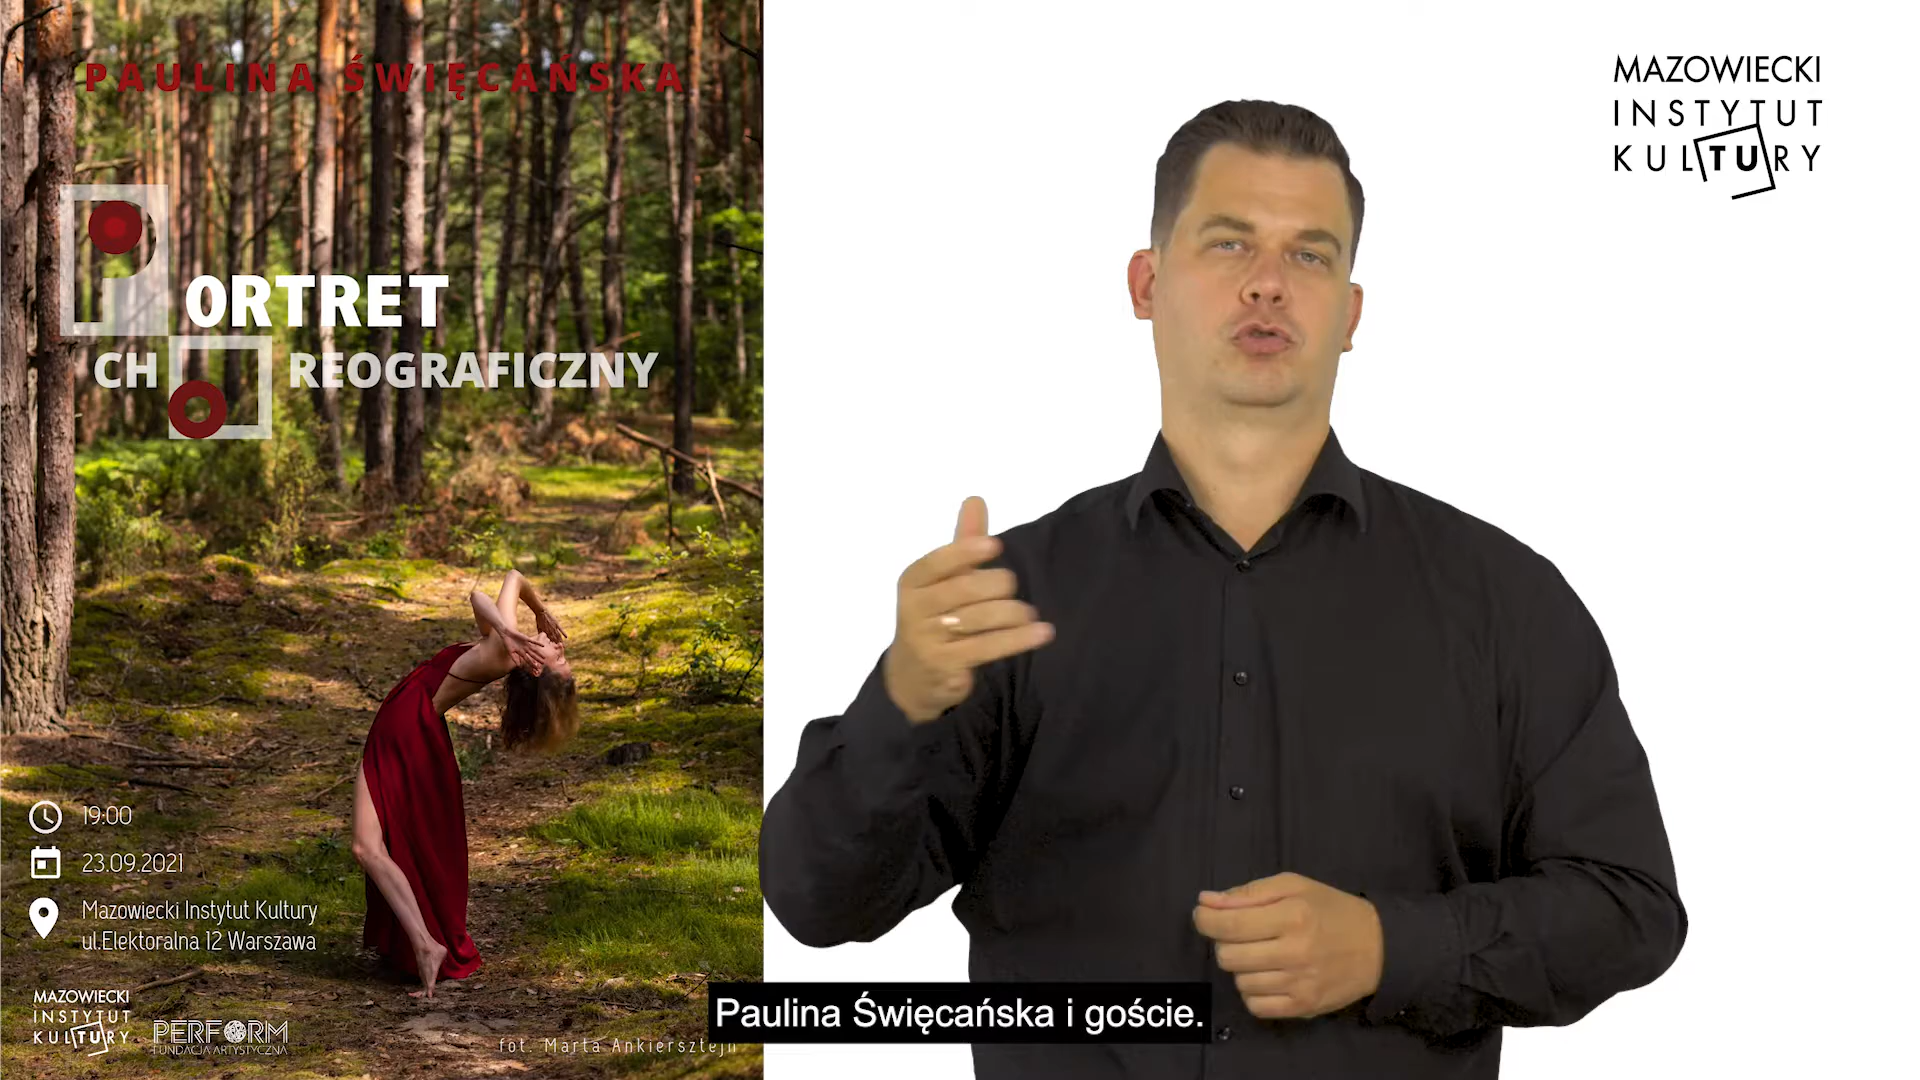 PAULINA ŚWIĘCAŃSKA
PORTRET
CHOREOGRAFICZNY
19:00
23.09.2021
Mazowiecki Instytut Kultury
ul.Elektoralna 12 Warszawa
MAZOWIECKI
INSTYTUT
KULTURY
PERFORM
FUNDACJA ARTYSTYCZNA
fot. Marta Ankiersztejn
MAZOWIECKI
INSTYTUT
KULTURY
Paulina Święcańska i goście.